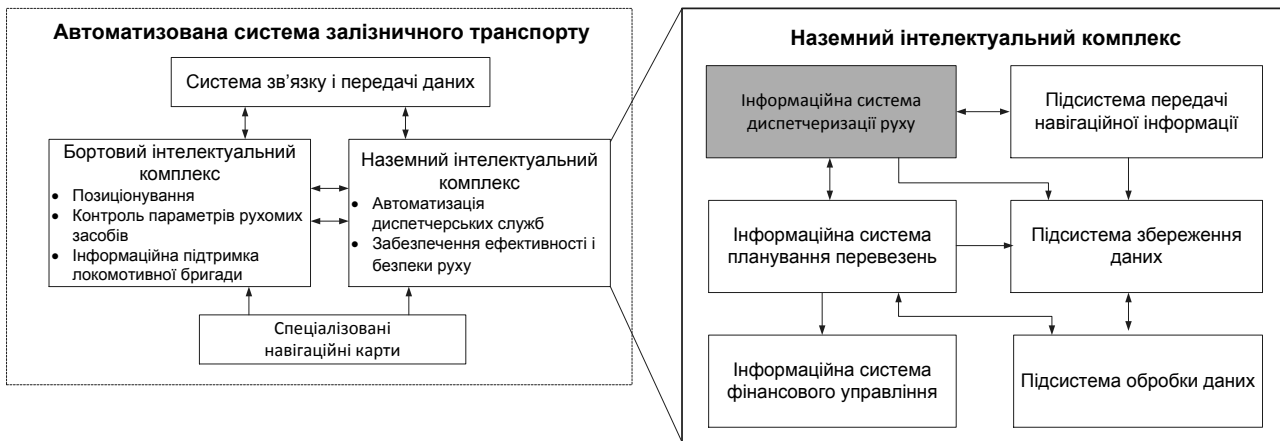 Автоматизована система залізничного транспорту
Система зв’язку і передачі даних
Бортовий інтелектуальний
комплекс
• Позиціонування
• Контроль параметрів рухомих
засобів
• Інформаційна підтримка
локомотивної бригади
Наземний інтелектуальний
комплекс
• Автоматизація
диспетчерських служб
• Забезпечення ефективності і
безпеки руху
Спеціалізовані
навігаційні карти
Наземний інтелектуальний комплекс
Інформаційна система
диспетчеризації руху
Підсистема передачі
навігаційної інформації
Інформаційна система
планування перевезень
Підсистема збереження
даних
Інформаційна система
фінансового управління
Підсистема обробки даних